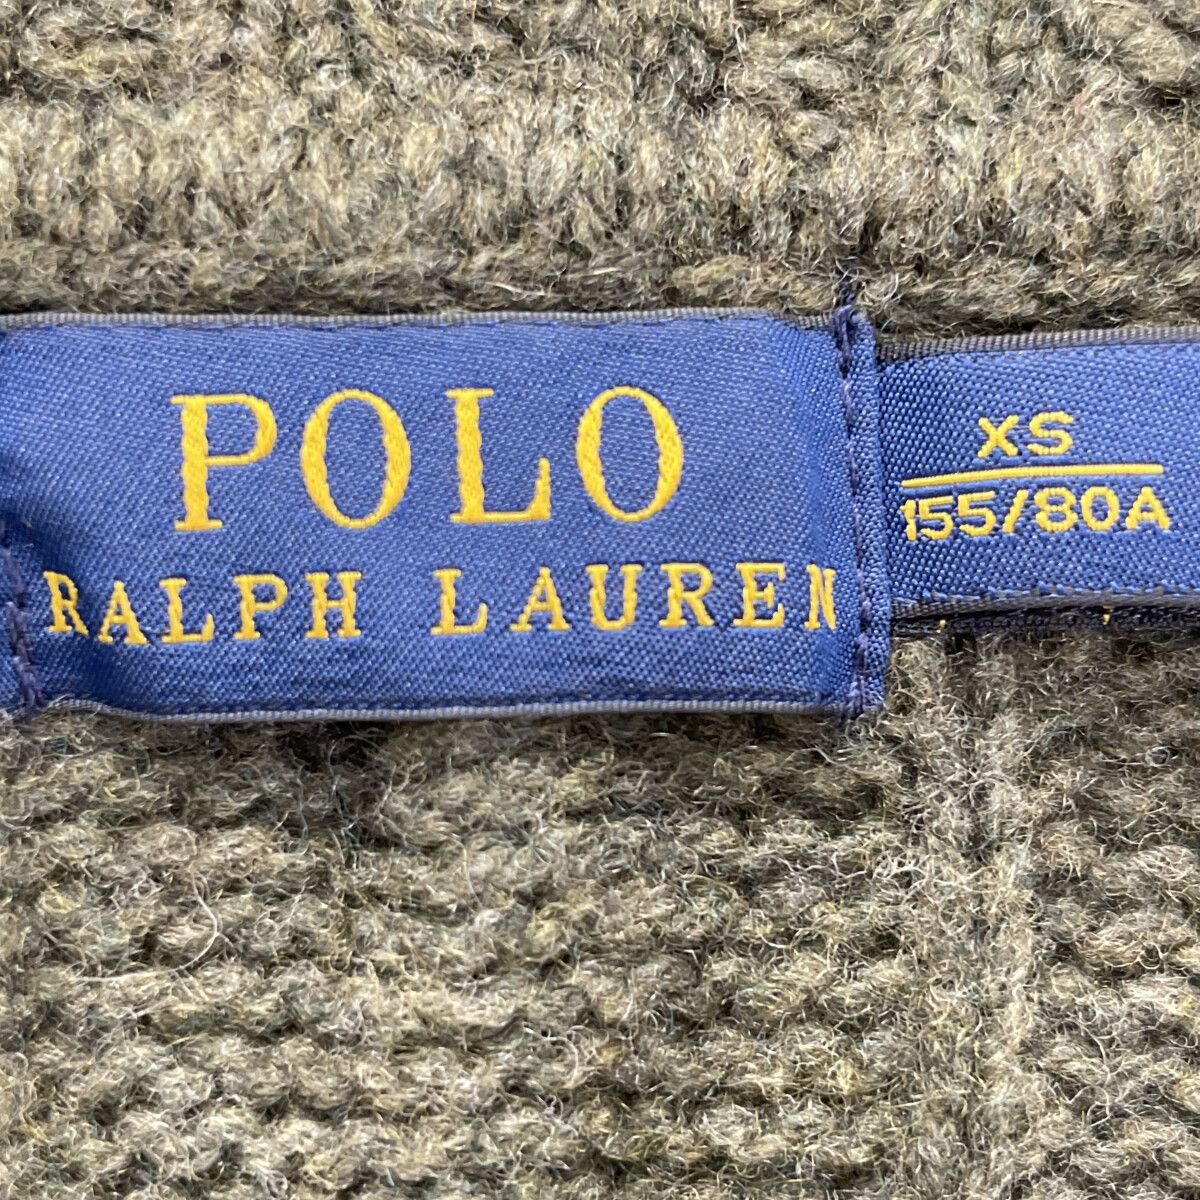 POLO
RALPH LAUREN
XS
155/80A